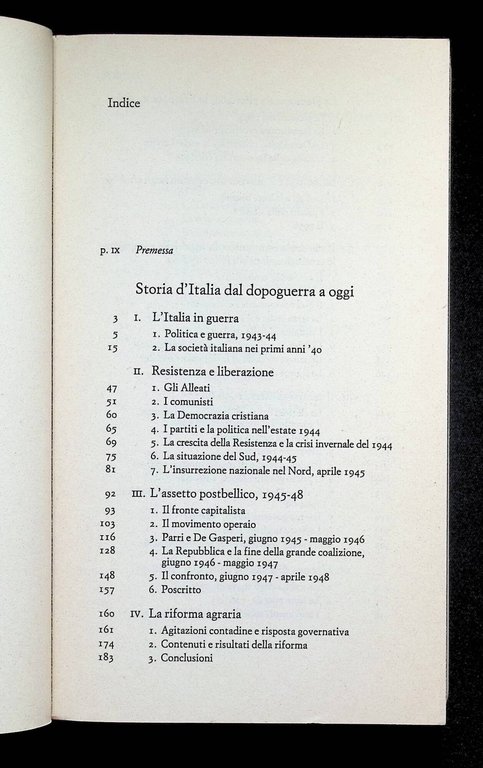 Indice
p. IX Premessa
Storia d'Italia dal dopoguerra a oggi
3 I. L'Italia in guerra
5 1. Politica e guerra, 1943-44
15 2. La società italiana nei primi anni '40
II. Resistenza e liberazione
47 1. Gli Alleati
51 2. I comunisti
60 3. La Democrazia cristiana
65 4. I partiti e la politica nell'estate 1944
69 5. La crescita della Resistenza e la crisi invernale del 1944
75 6. La situazione del Sud, 1944-45
81 7. L'insurrezione nazionale nel Nord, aprile 1945
92 III. L'assetto postbellico, 1945-48
93 1. Il fronte capitalista
103 2. Il movimento operaio
116 3. Parri e De Gasperi, giugno 1945 - maggio 1946
128 4. La Repubblica e la fine della grande coalizione,
giugno 1946 - maggio 1947
148 5. Il confronto, giugno 1947 - aprile 1948
157 6. Poscritto
160 IV. La riforma agraria
161 1. Agitazioni contadine e risposta governativa
174 2. Contenuti e risultati della riforma
183 3. Conclusioni